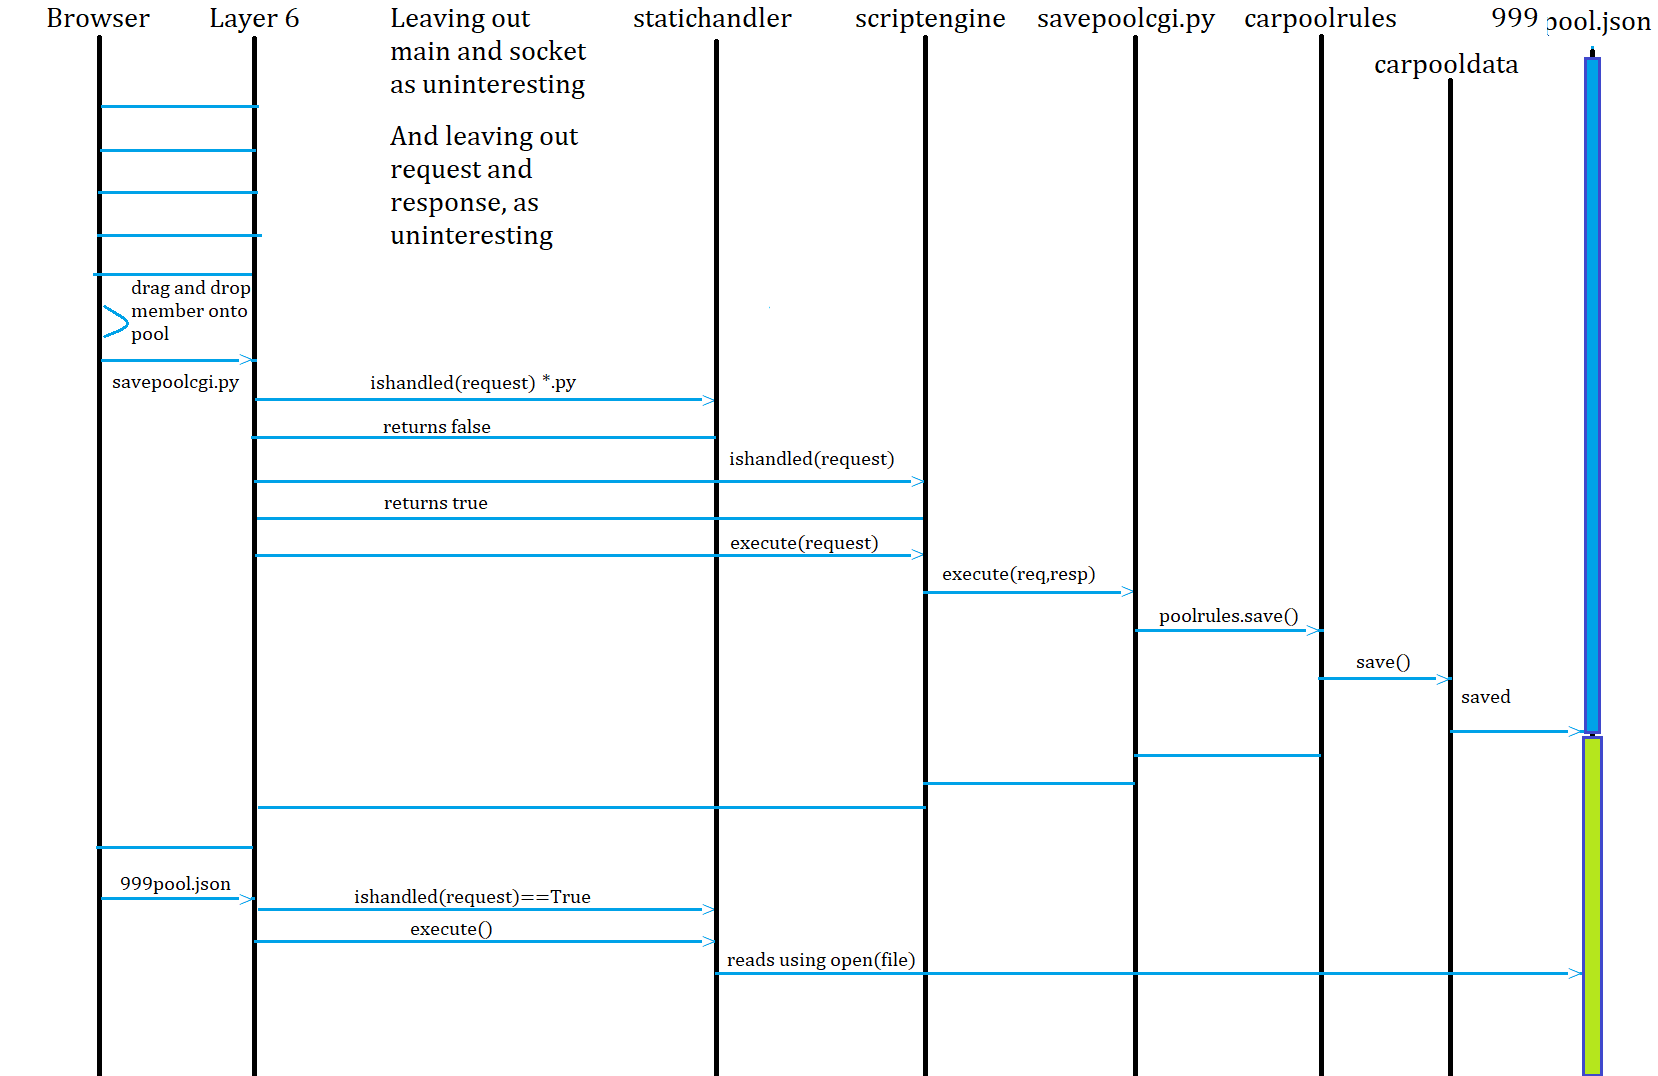 Browser
Layer 6
Leaving out
main and socket
as uninteresting
statichandler
scriptengine
savepoolcgi.py
carpoolrules
999 pool.json
carpooldata
And leaving out
request and
response, as
uninteresting
drag and drop
member onto
pool
savepoolcgi.py
ishandled(request) *.py
returns false
ishandled(request)
returns true
execute(request)
execute(req,resp)
poolrules.save()
save()
saved
999pool.json
ishandled(request)==True
execute()
reads using open(file)